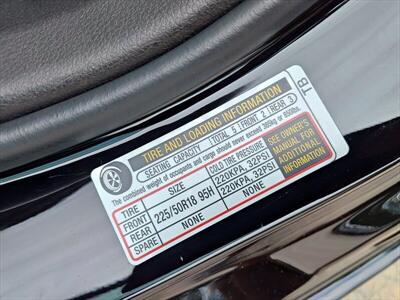 TIRE AND LOADING INFORMATION
SEATING CAPACITY TOTAL 5 FRONT 2 REAR 3
The combined weight of occupants and cargo should never exceed 385kg or 850lbs.
TIRE SIZE COLD TIRE PRESSURE
FRONT 225/50R18 95H 220KPA, 32PSI
REAR 220KPA, 32PSI
SPARE NONE NONE
SEE OWNER'S
MANUAL FOR
ADDITIONAL
INFORMATION
TB